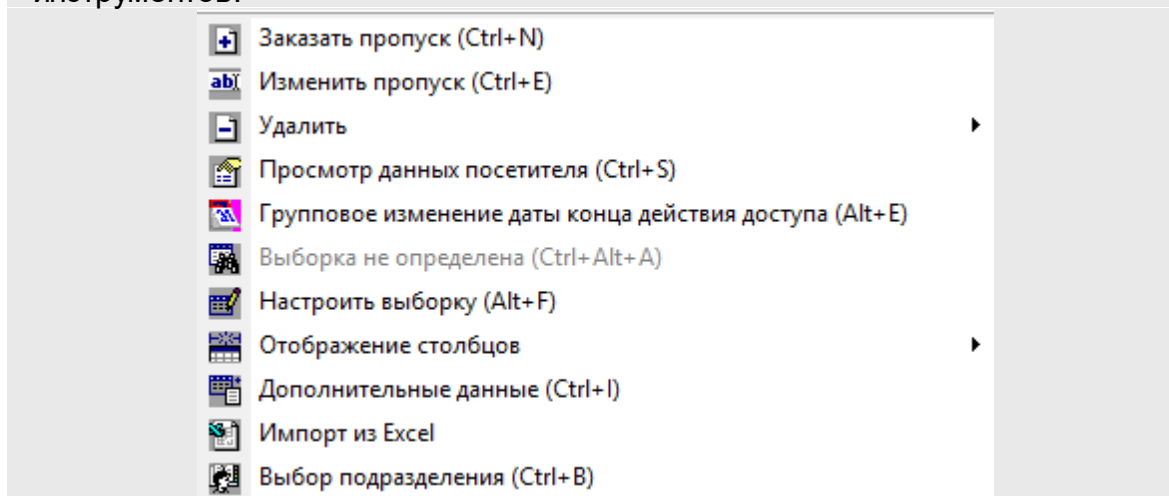 инструментов:
Заказать пропуск (Ctrl+N)
Изменить пропуск (Ctrl+E)
Удалить
Просмотр данных посетителя (Ctrl+S)
Групповое изменение даты конца действия доступа (Alt+E)
Выборка не определена (Ctrl+Alt+A)
Настроить выборку (Alt+F)
Отображение столбцов
Дополнительные данные (Ctrl+I)
Импорт из Excel
Выбор подразделения (Ctrl+B)